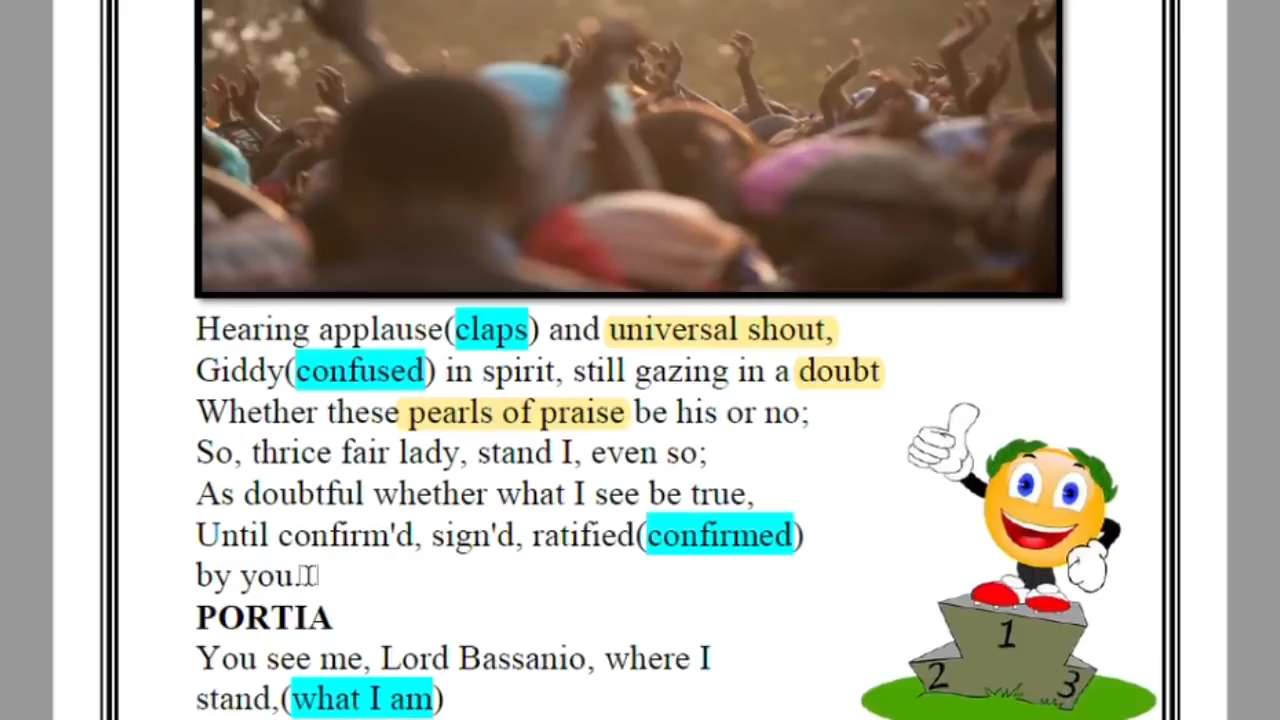 Hearing applause(claps) and universal shout,
Giddy(confused) in spirit, still gazing in a doubt
Whether these pearls of praise be his or no;
So, thrice fair lady, stand I, even so;
As doubtful whether what I see be true,
Until confirm'd, sign'd, ratified(confirmed)
by you.
PORTIA
You see me, Lord Bassanio, where I
stand,(what I am)
1
2
3